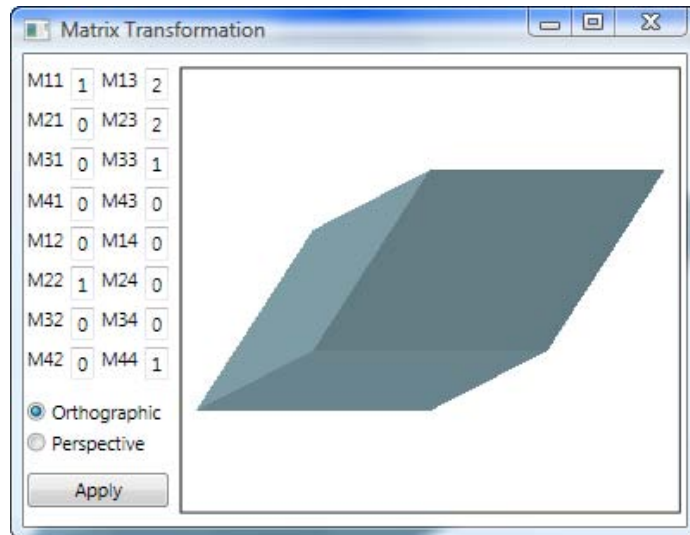 Matrix Transformation
M11 1 M13 2
M21 0 M23 2
M31 0 M33 1
M41 0 M43 0
M12 0 M14 0
M22 1 M24 0
M32 0 M34 0
M42 0 M44 1
Orthographic
Perspective
Apply